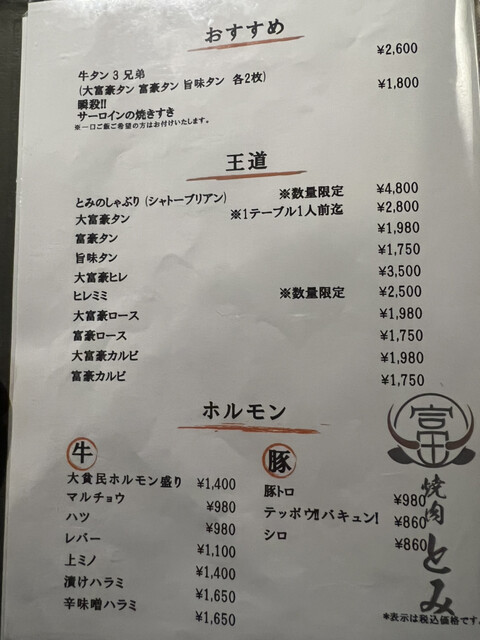 おすすめ
牛タン 3 兄弟 ¥2,600
(大富豪タン 富豪タン 旨味タン 各2枚)
瞬殺!! ¥1,800
サーロインの焼きすき
※一口ご飯ご希望の方はお付けいたします。
王道
とみのしゃぶり (シャトーブリアン) ※数量限定 ¥4,800
大富豪タン ※1テーブル1人前迄 ¥2,800
富豪タン ¥1,980
旨味タン ¥1,750
大富豪ヒレ ¥3,500
ヒレミミ ※数量限定 ¥2,500
大富豪ロース ¥1,980
富豪ロース ¥1,750
大富豪カルビ ¥1,980
富豪カルビ ¥1,750
ホルモン
牛
大貧民ホルモン盛り ¥1,400
マルチョウ ¥980
ハツ ¥980
レバー ¥1,100
上ミノ ¥1,400
漬けハラミ ¥1,650
辛味噌ハラミ ¥1,650
豚
豚トロ ¥980
テッポウ!!バキュン! ¥860
シロ ¥860
富
焼肉とみ
*表示は税込価格です。